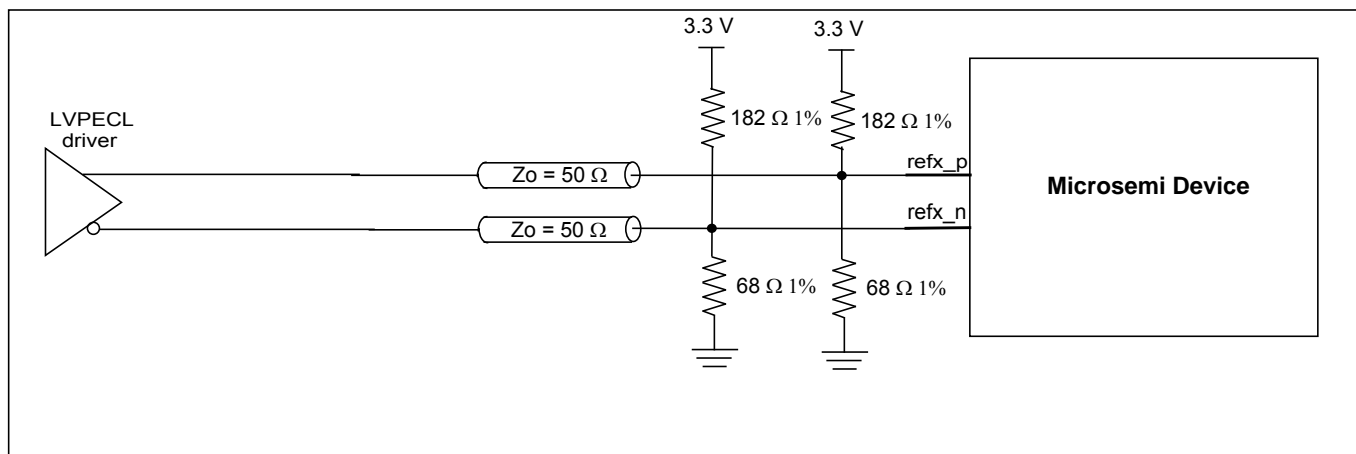 3.3 V
3.3 V
LVPECL
driver
182 Ω 1%
182 Ω 1%
Zo = 50 Ω
refx_p
Microsemi Device
Zo = 50 Ω
refx_n
68 Ω 1%
68 Ω 1%